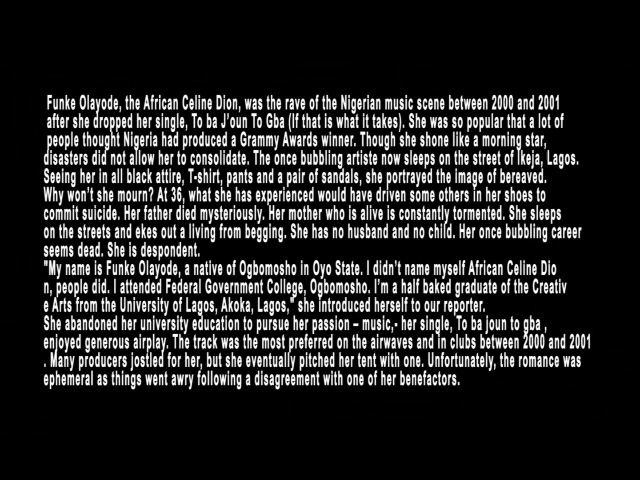 Funke Olayode, the African Celine Dion, was the rave of the Nigerian music scene between 2000 and 2001
after she dropped her single, To ba J'oun To Gba (If that is what it takes). She was so popular that a lot of
people thought Nigeria had produced a Grammy Awards winner. Though she shone like a morning star,
disasters did not allow her to consolidate. The once bubbling artiste now sleeps on the street of Ikeja, Lagos.
Seeing her in all black attire, T-shirt, pants and a pair of sandals, she portrayed the image of bereaved.
Why won't she mourn? At 36, what she has experienced would have driven some others in her shoes to
commit suicide. Her father died mysteriously. Her mother who is alive is constantly tormented. She sleeps
on the streets and ekes out a living from begging. She has no husband and no child. Her once bubbling career
seems dead. She is despondent.
"My name is Funke Olayode, a native of Ogbomosho in Oyo State. I didn't name myself African Celine Dio
n, people did. I attended Federal Government College, Ogbomosho. I'm a half baked graduate of the Creativ
e Arts from the University of Lagos, Akoka, Lagos," she introduced herself to our reporter.
She abandoned her university education to pursue her passion – music,- her single, To ba joun to gba ,
enjoyed generous airplay. The track was the most preferred on the airwaves and in clubs between 2000 and 2001
. Many producers jostled for her, but she eventually pitched her tent with one. Unfortunately, the romance was
ephemeral as things went awry following a disagreement with one of her benefactors.